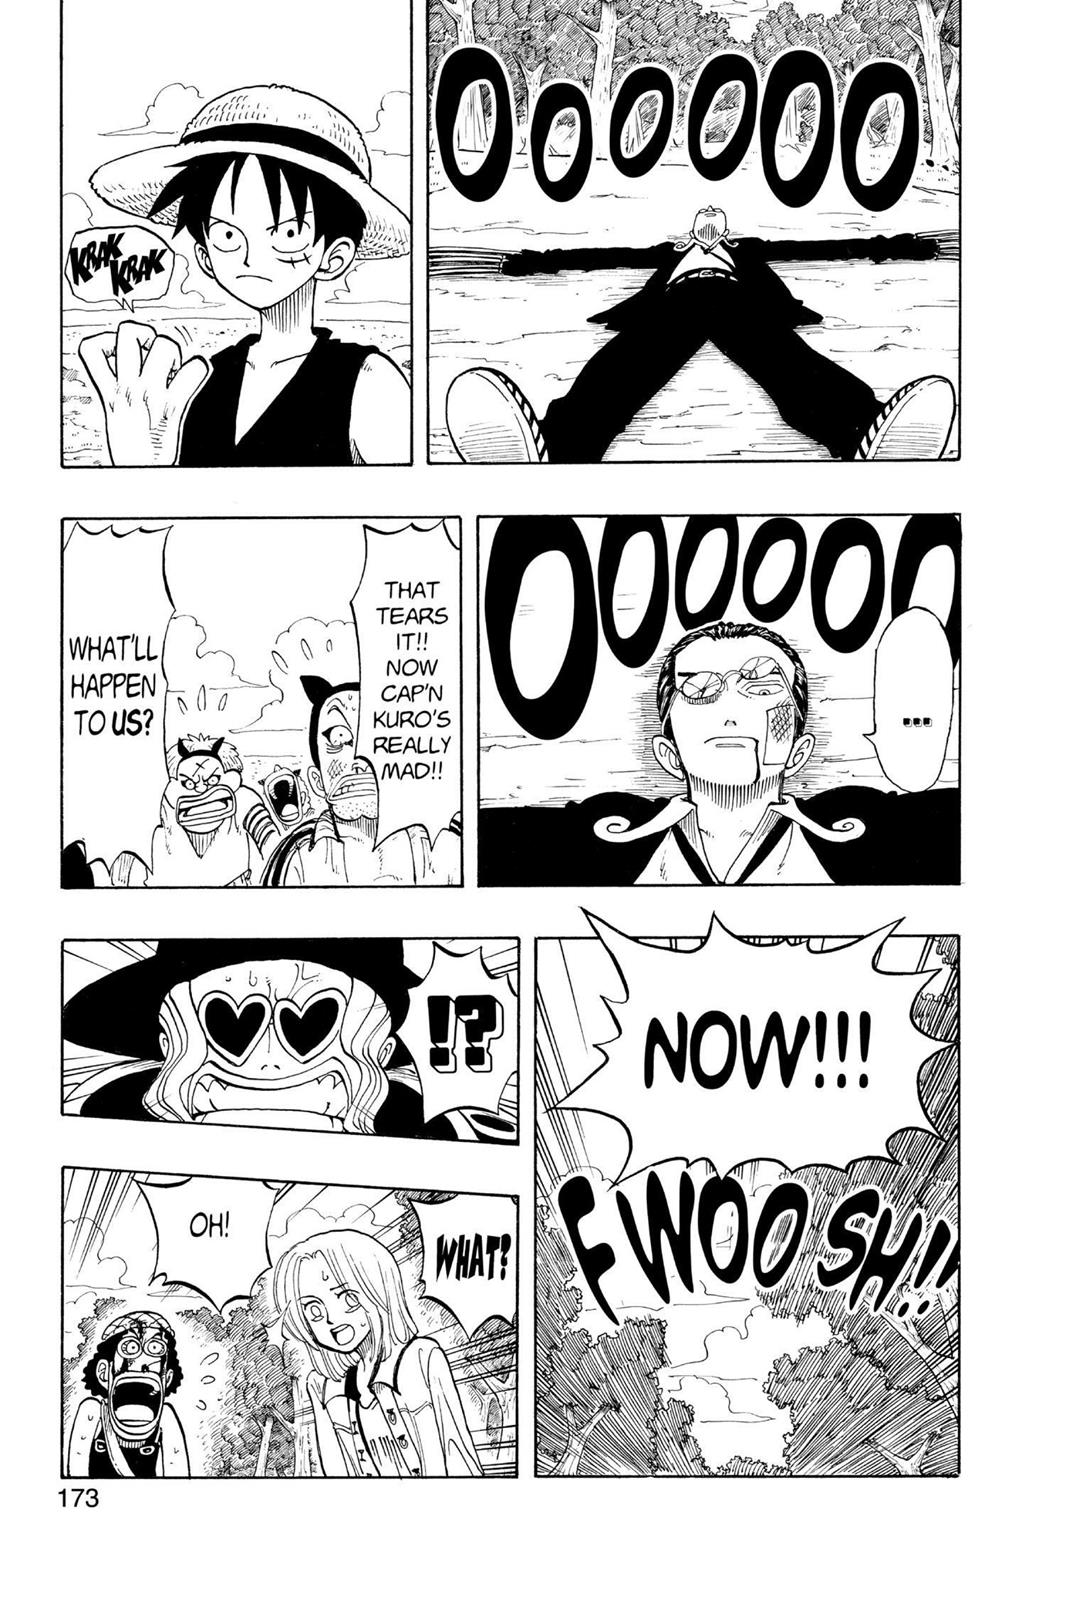 OOOOOO
KRAK
KRAK
OOOOOO
...
THAT
TEARS
IT!!
NOW
CAP'N
KURO'S
REALLY
MAD!!
WHAT'LL
HAPPEN
TO US?
NOW!!!
FWOOSH!!
!?
WHAT?
OH!
173